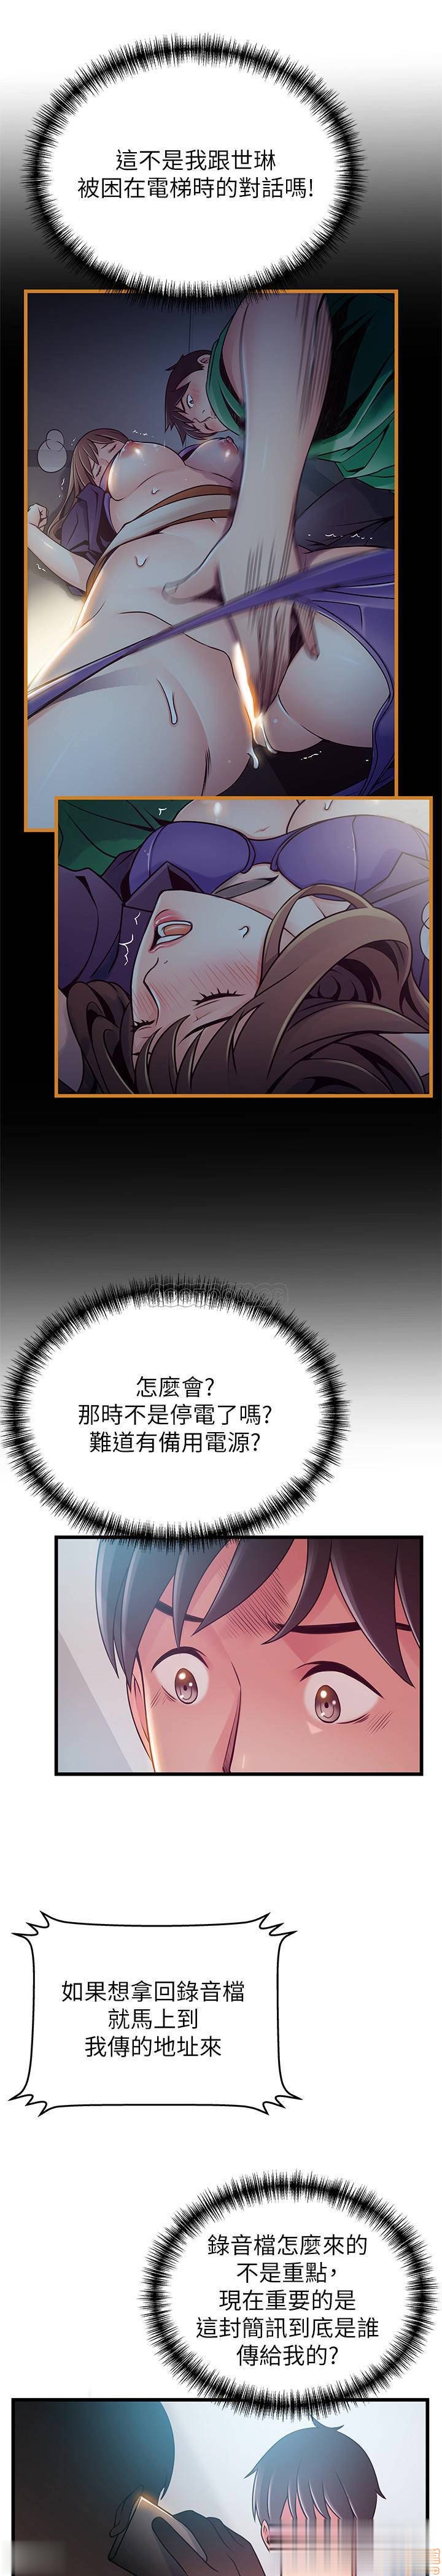 這不是我跟世琳
被困在電梯時的對話嗎!
怎麼會?
那時不是停電了嗎?
難道有備用電源?
如果想拿回錄音檔
就馬上到
我傳的地址來
錄音檔怎麼來的
不是重點,
現在重要的是
這封簡訊到底是誰
傳給我的?